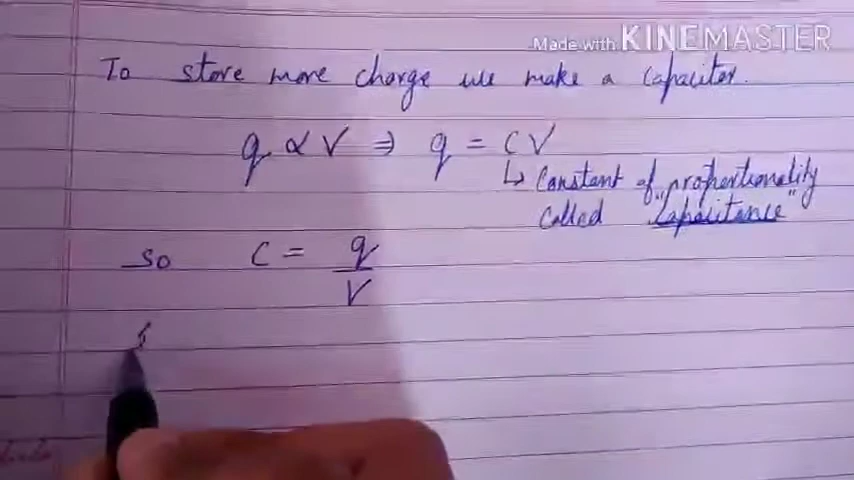 Made with KINEMASTER
To store more charge we make a capacitor.
q ∝ V ⇒ q = CV
↳ Constant of proportionality
called "Capacitance"
so C = q/V